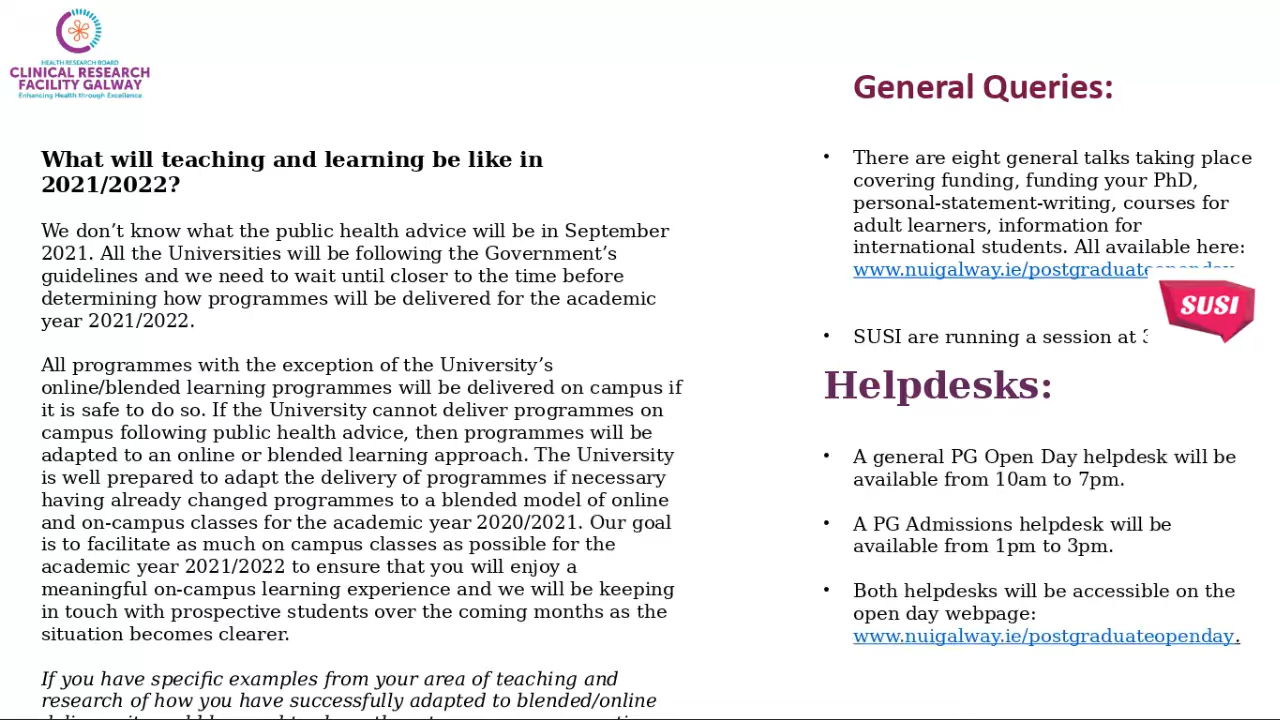 HEALTH RESEARCH BOARD
CLINICAL RESEARCH
FACILITY GALWAY
Enhancing Health through Excellence
What will teaching and learning be like in
2021/2022?
We don’t know what the public health advice will be in September
2021. All the Universities will be following the Government’s
guidelines and we need to wait until closer to the time before
determining how programmes will be delivered for the academic
year 2021/2022.
All programmes with the exception of the University’s
online/blended learning programmes will be delivered on campus if
it is safe to do so. If the University cannot deliver programmes on
campus following public health advice, then programmes will be
adapted to an online or blended learning approach. The University
is well prepared to adapt the delivery of programmes if necessary
having already changed programmes to a blended model of online
and on-campus classes for the academic year 2020/2021. Our goal
is to facilitate as much on campus classes as possible for the
academic year 2021/2022 to ensure that you will enjoy a
meaningful on-campus learning experience and we will be keeping
in touch with prospective students over the coming months as the
situation becomes clearer.
If you have specific examples from your area of teaching and
research of how you have successfully adapted to blended/online
General Queries:
• There are eight general talks taking place
covering funding, funding your PhD,
personal-statement-writing, courses for
adult learners, information for
international students. All available here:
www.nuigalway.ie/postgraduateopenday
SUSI
• SUSI are running a session at
Helpdesks:
• A general PG Open Day helpdesk will be
available from 10am to 7pm.
• A PG Admissions helpdesk will be
available from 1pm to 3pm.
• Both helpdesks will be accessible on the
open day webpage:
www.nuigalway.ie/postgraduateopenday.